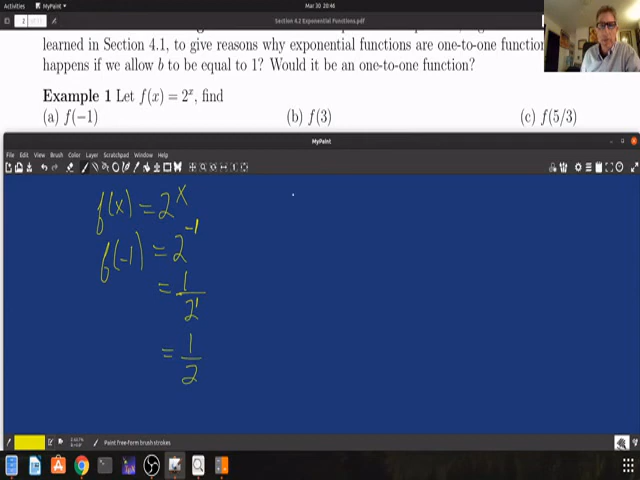 Activities MyPaint ▾ Mar 30 20:46
2 Section 4.2 Exponential Functions.pdf
learned in Section 4.1, to give reasons why exponential functions are one-to-one function
happens if we allow b to be equal to 1? Would it be an one-to-one function?
Example 1 Let f(x) = 2^x, find
(a) f(−1) (b) f(3) (c) f(5/3)
MyPaint
File Edit View Brush Color Layer Scratchpad Window Help
f(x) = 2^x
f(-1) = 2^-1
= 1/2^1
= 1/2
Paint free-form brush strokes